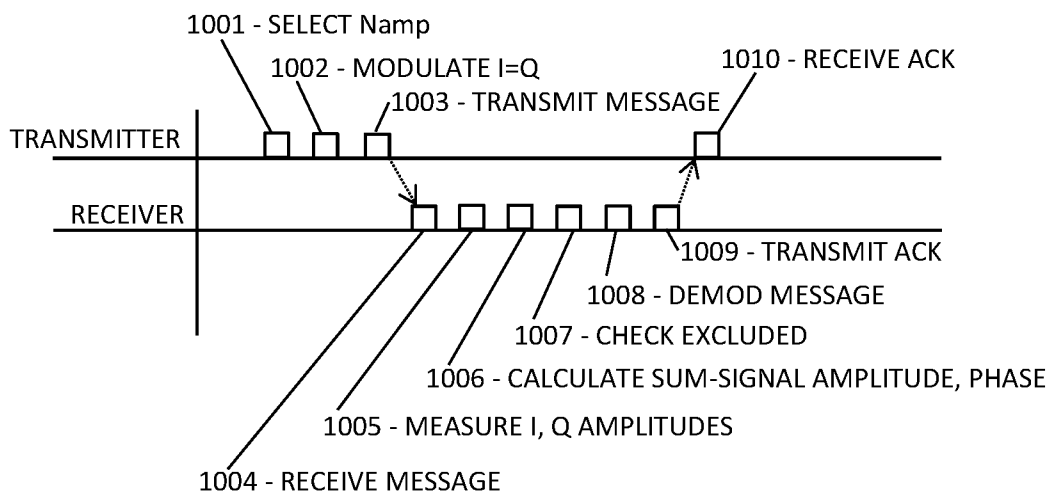 1001 - SELECT Namp
1002 - MODULATE I=Q
1003 - TRANSMIT MESSAGE
1010 - RECEIVE ACK
TRANSMITTER
RECEIVER
1009 - TRANSMIT ACK
1008 - DEMOD MESSAGE
1007 - CHECK EXCLUDED
1006 - CALCULATE SUM-SIGNAL AMPLITUDE, PHASE
1005 - MEASURE I, Q AMPLITUDES
1004 - RECEIVE MESSAGE